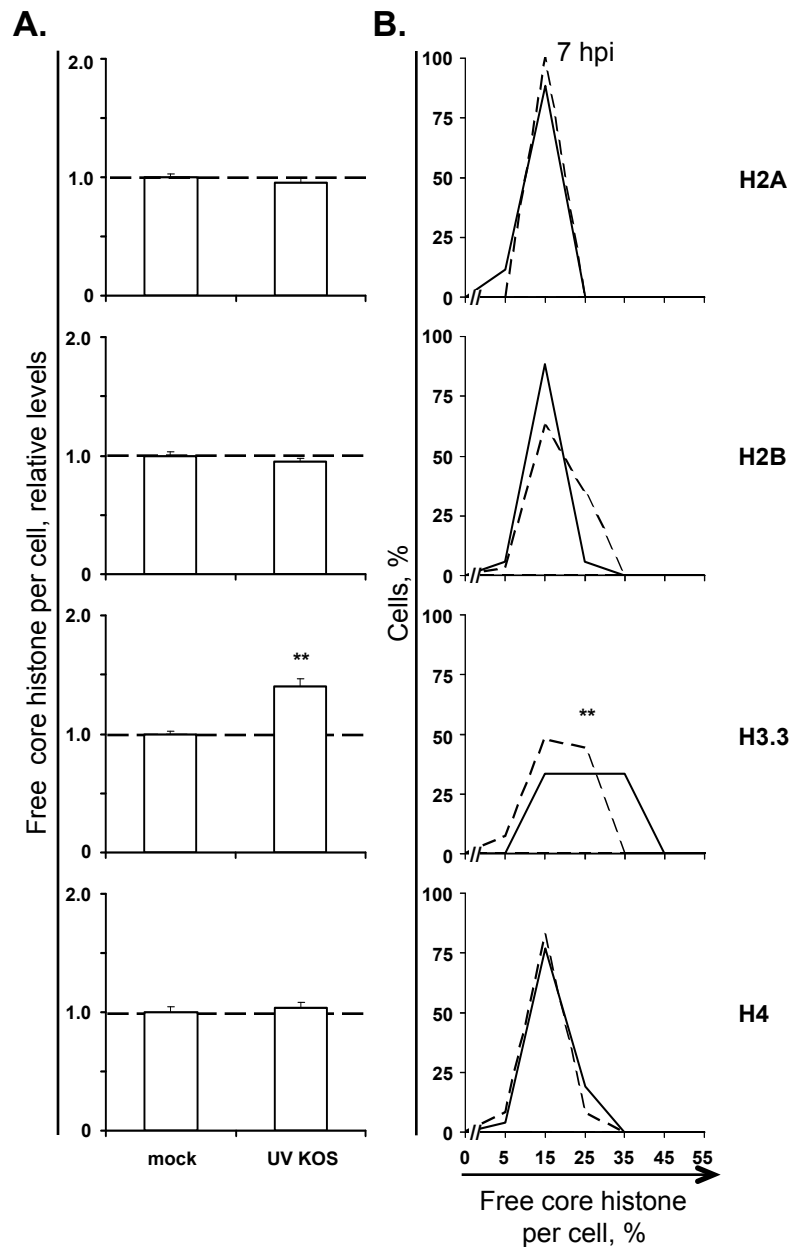 A.
B.
Free core histone per cell, relative levels
2.0
1.0
0
2.0
1.0
0
2.0
**
1.0
0
2.0
1.0
0
mock UV KOS
Cells, %
7 hpi
100
75
50
25
0
H2A
100
75
50
25
0
H2B
100
75
**
50
25
0
H3.3
100
75
50
25
0
H4
0 5 15 25 35 45 55
Free core histone
per cell, %